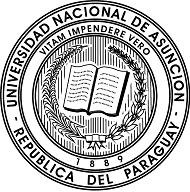 UNIVERSIDAD NACIONAL DE ASUNCION
VITAM IMPENDERE VERO
1889
REPUBLICA DEL PARAGUAY